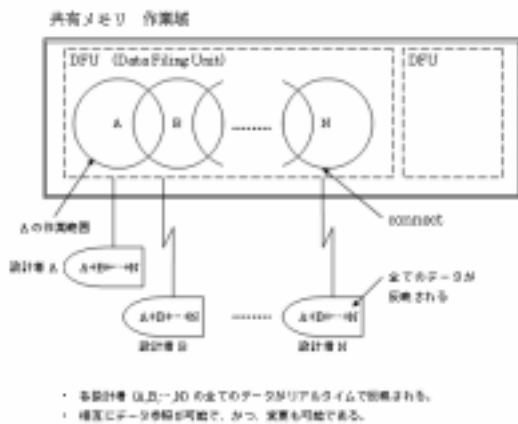 共有メモリ 作業域
DFU (Data Filing Unit)
DFU
A
B
N
Aの作業範囲
connect
設計者 A
A+B+…+N
全てのデータが
反映される
A+B+…+N
A+B+…+N
設計者 B
設計者 N
・ 各設計者 (A,B,…,N) の全てのデータがリアルタイムで反映される。
・ 相互にデータ参照が可能で、かつ、変更も可能である。